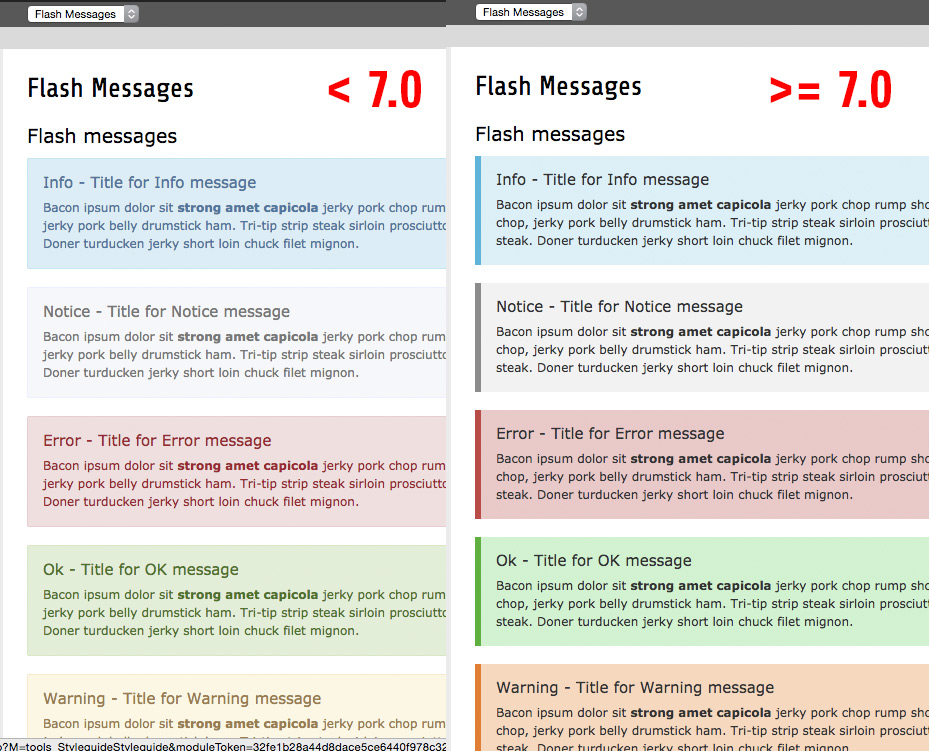 Flash Messages
Flash Messages
< 7.0
Flash messages
Info - Title for Info message
Bacon ipsum dolor sit strong amet capicola jerky pork chop rum
jerky pork belly drumstick ham. Tri-tip strip steak sirloin prosciutto
Doner turducken jerky short loin chuck filet mignon.
Notice - Title for Notice message
Bacon ipsum dolor sit strong amet capicola jerky pork chop rum
jerky pork belly drumstick ham. Tri-tip strip steak sirloin prosciutto
Doner turducken jerky short loin chuck filet mignon.
Error - Title for Error message
Bacon ipsum dolor sit strong amet capicola jerky pork chop rum
jerky pork belly drumstick ham. Tri-tip strip steak sirloin prosciutto
Doner turducken jerky short loin chuck filet mignon.
Ok - Title for OK message
Bacon ipsum dolor sit strong amet capicola jerky pork chop rum
jerky pork belly drumstick ham. Tri-tip strip steak sirloin prosciutto
Doner turducken jerky short loin chuck filet mignon.
Warning - Title for Warning message
Bacon ipsum dolor sit strong amet capicola jerky pork chop rum
?M=tools_StyleguideStyleguide&moduleToken=32fe1b28a44d8dace5ce6440f978c32
Flash Messages
Flash Messages
>= 7.0
Flash messages
Info - Title for Info message
Bacon ipsum dolor sit strong amet capicola jerky pork chop rump sho
chop, jerky pork belly drumstick ham. Tri-tip strip steak sirloin prosciut
steak. Doner turducken jerky short loin chuck filet mignon.
Notice - Title for Notice message
Bacon ipsum dolor sit strong amet capicola jerky pork chop rump sho
chop, jerky pork belly drumstick ham. Tri-tip strip steak sirloin prosciut
steak. Doner turducken jerky short loin chuck filet mignon.
Error - Title for Error message
Bacon ipsum dolor sit strong amet capicola jerky pork chop rump sho
chop, jerky pork belly drumstick ham. Tri-tip strip steak sirloin prosciut
steak. Doner turducken jerky short loin chuck filet mignon.
Ok - Title for OK message
Bacon ipsum dolor sit strong amet capicola jerky pork chop rump sho
chop, jerky pork belly drumstick ham. Tri-tip strip steak sirloin prosciut
steak. Doner turducken jerky short loin chuck filet mignon.
Warning - Title for Warning message
Bacon ipsum dolor sit strong amet capicola jerky pork chop rump sho
chop, jerky pork belly drumstick ham. Tri-tip strip steak sirloin prosciut
steak. Doner turducken jerky short loin chuck filet mignon.